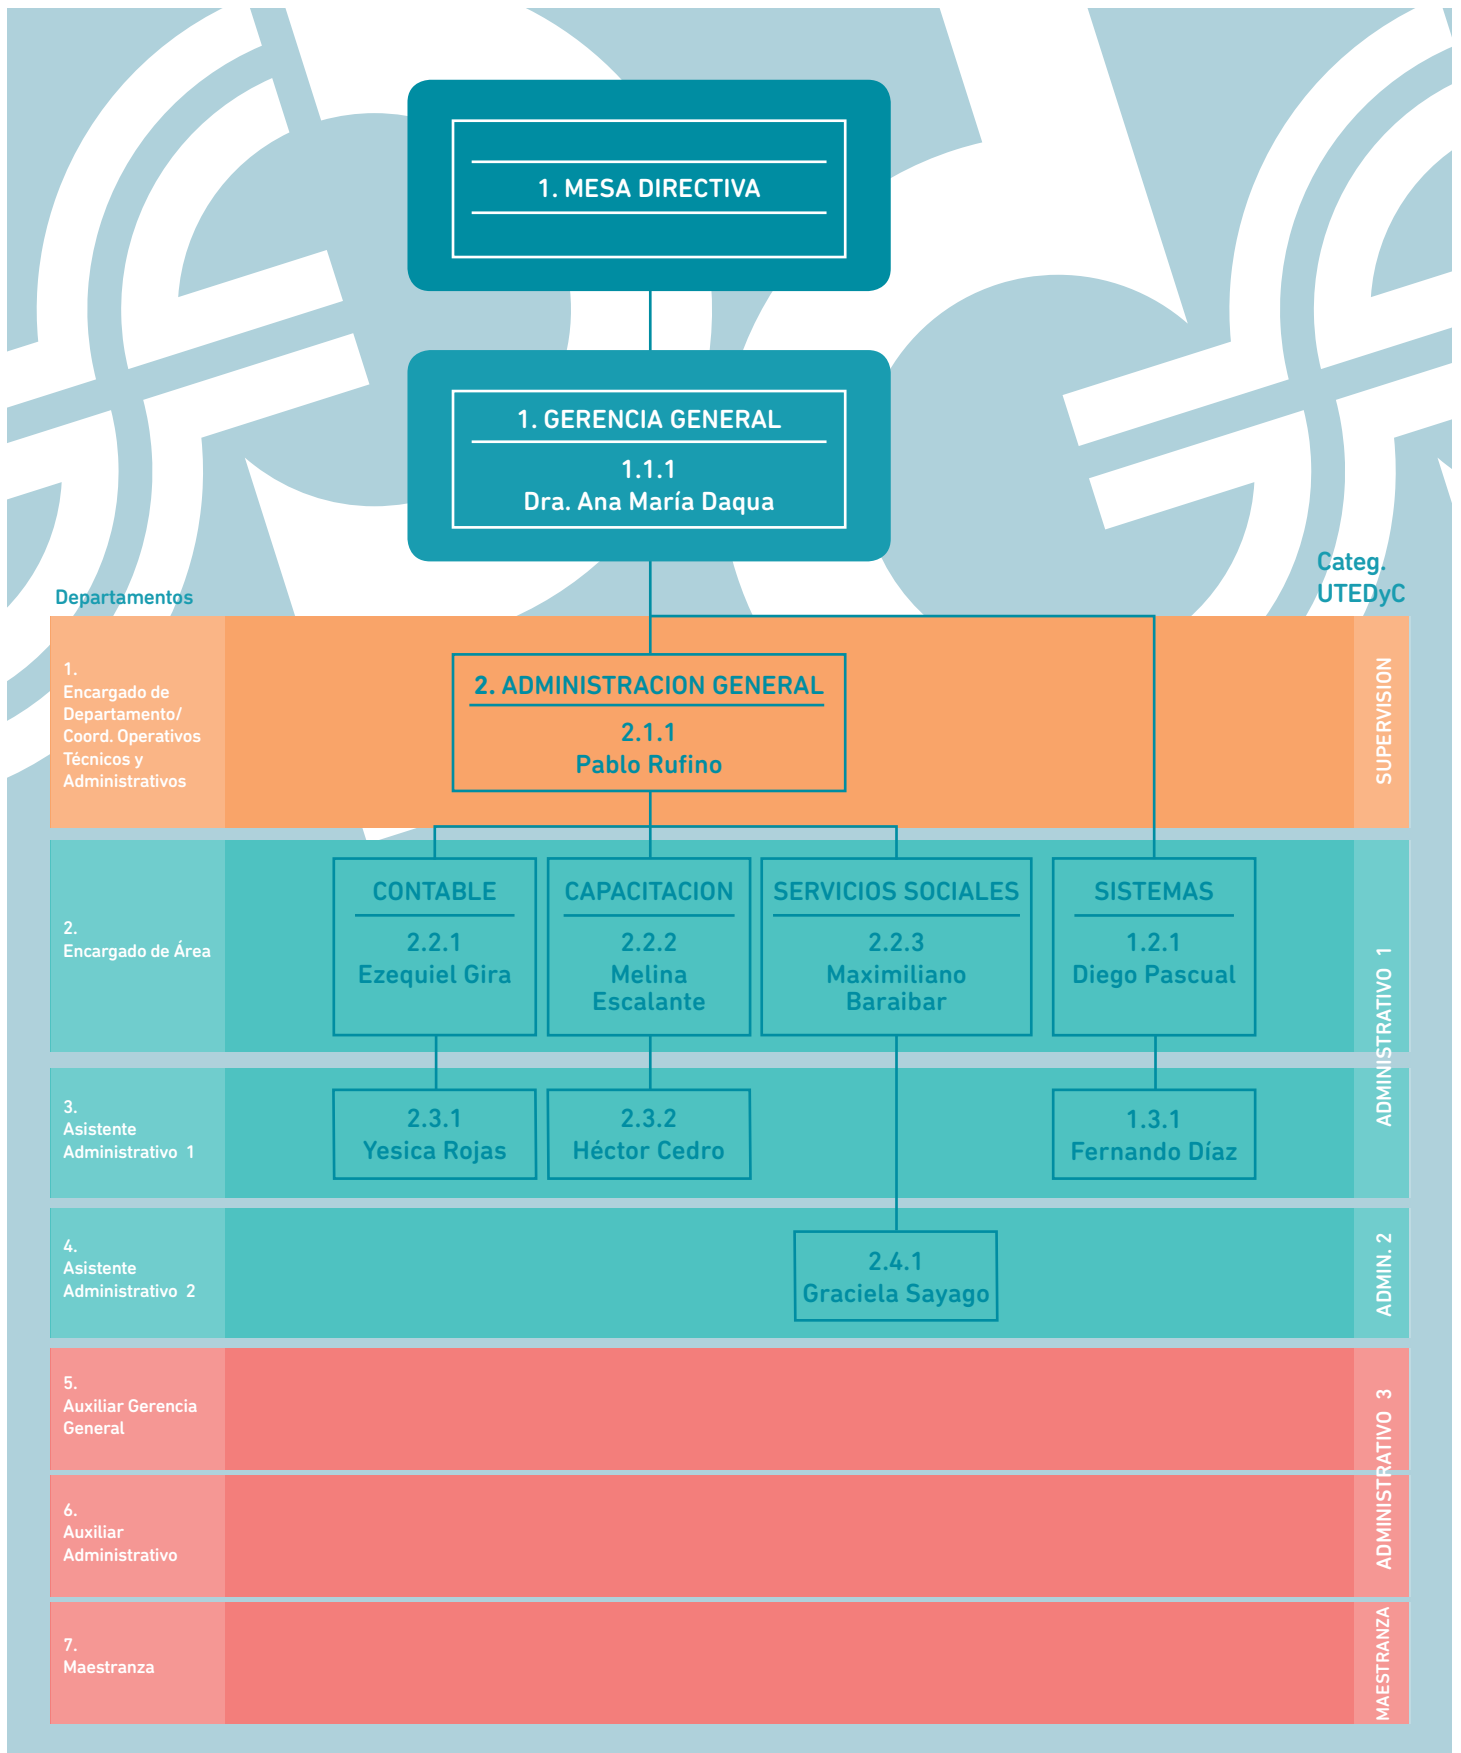 1. MESA DIRECTIVA
1. GERENCIA GENERAL
1.1.1
Dra. Ana María Daqua
Categ.
UTEDyC
Departamentos
1.
Encargado de
Departamento/
Coord. Operativos
Técnicos y
Administrativos
2. ADMINISTRACION GENERAL
2.1.1
Pablo Rufino
SUPERVISION
2.
Encargado de Área
CONTABLE
2.2.1
Ezequiel Gira
CAPACITACION
2.2.2
Melina
Escalante
SERVICIOS SOCIALES
2.2.3
Maximiliano
Baraibar
SISTEMAS
1.2.1
Diego Pascual
ADMINISTRATIVO 1
3.
Asistente
Administrativo 1
2.3.1
Yesica Rojas
2.3.2
Héctor Cedro
1.3.1
Fernando Díaz
4.
Asistente
Administrativo 2
2.4.1
Graciela Sayago
ADMIN. 2
5.
Auxiliar Gerencia
General
ADMINISTRATIVO 3
6.
Auxiliar
Administrativo
7.
Maestranza
MAESTRANZA